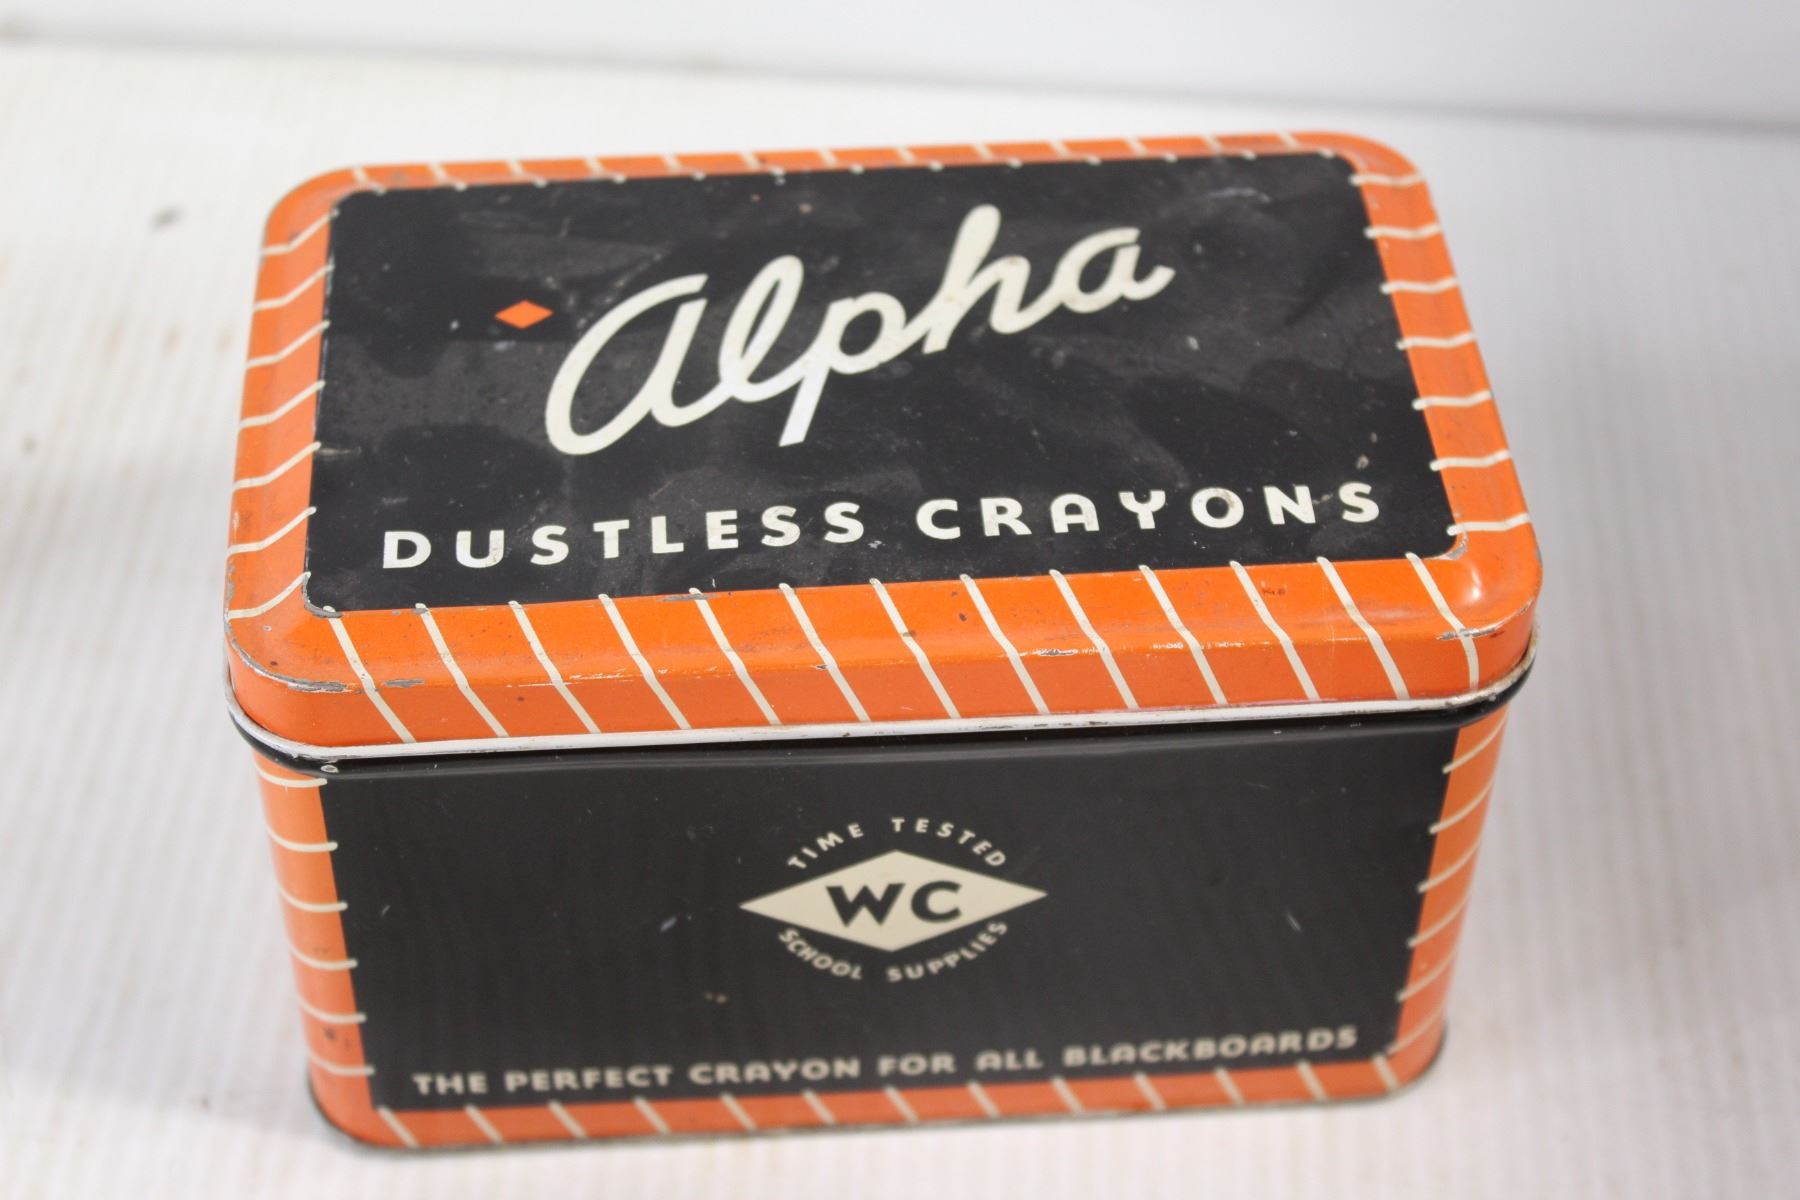 Alpha
DUSTLESS CRAYONS
TIME TESTED
WC
SCHOOL SUPPLIES
THE PERFECT CRAYON FOR ALL BLACKBOARDS